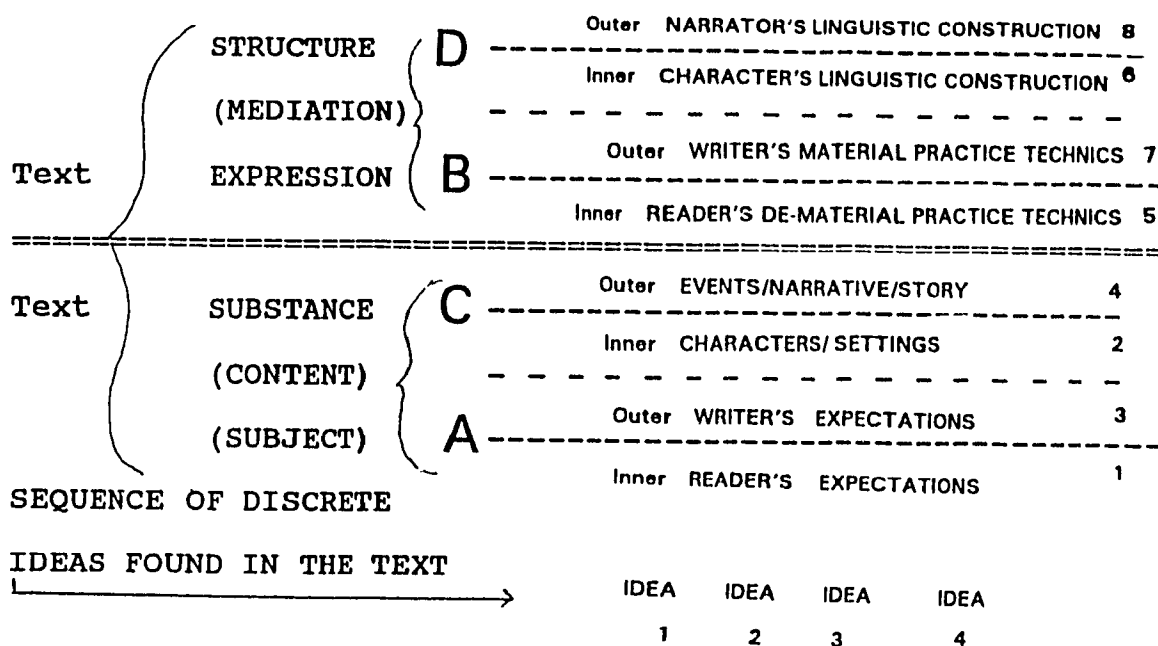 Outer NARRATOR'S LINGUISTIC CONSTRUCTION 8
STRUCTURE D
Inner CHARACTER'S LINGUISTIC CONSTRUCTION 6
(MEDIATION)
Outer WRITER'S MATERIAL PRACTICE TECHNICS 7
Text EXPRESSION B
Inner READER'S DE-MATERIAL PRACTICE TECHNICS 5
Outer EVENTS/NARRATIVE/STORY 4
Text SUBSTANCE C
Inner CHARACTERS/ SETTINGS 2
(CONTENT)
Outer WRITER'S EXPECTATIONS 3
(SUBJECT) A
Inner READER'S EXPECTATIONS 1
SEQUENCE OF DISCRETE
IDEAS FOUND IN THE TEXT
IDEA IDEA IDEA IDEA
1 2 3 4